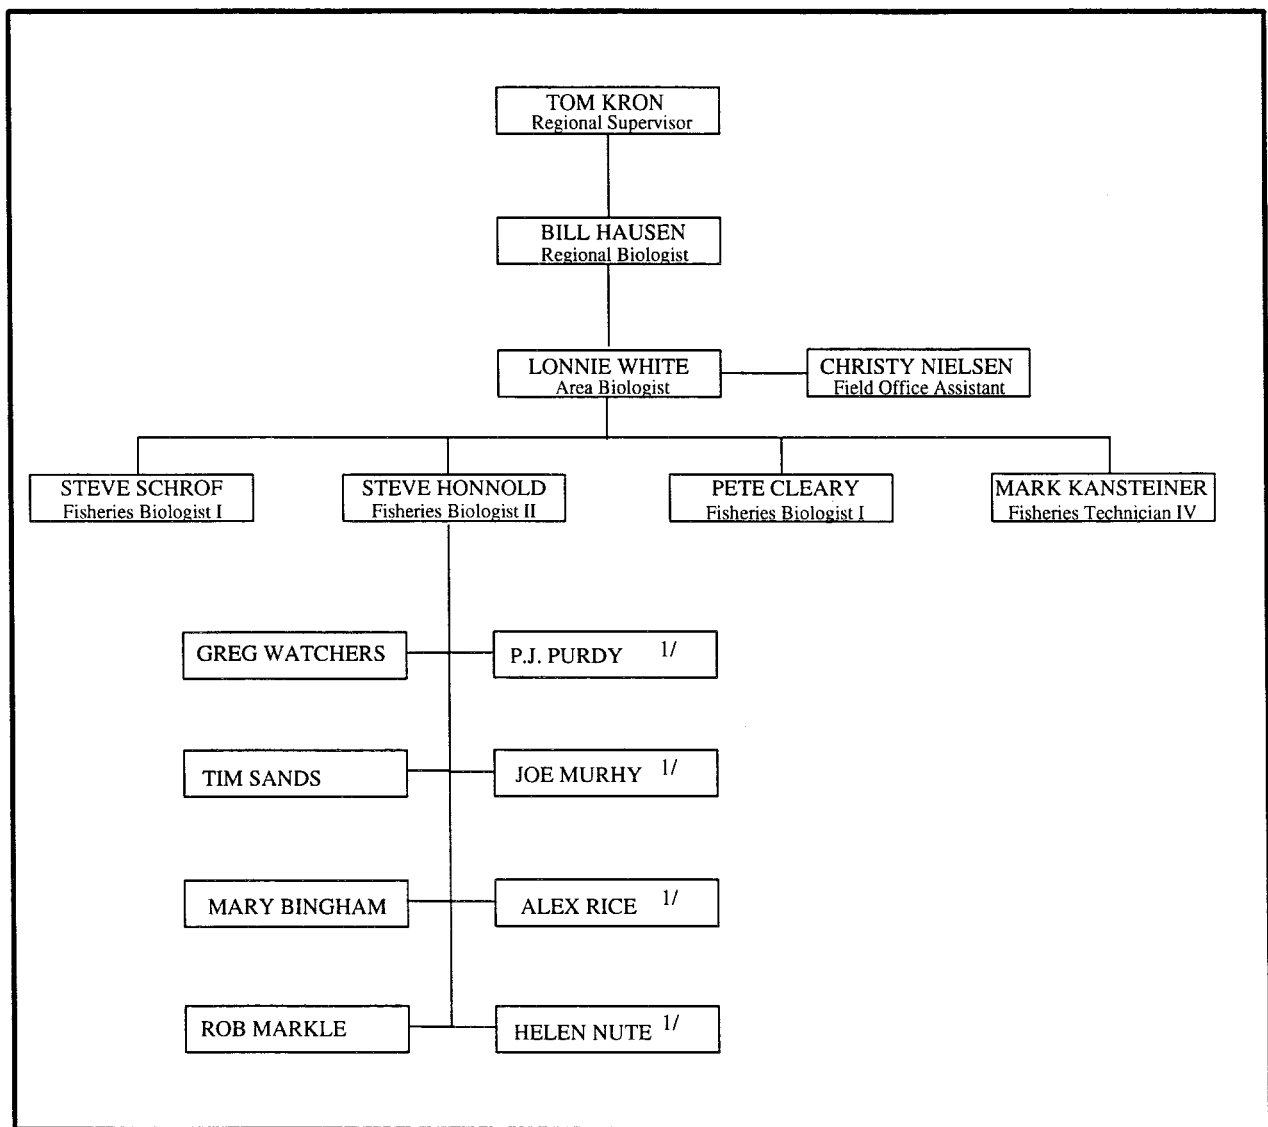 TOM KRON
Regional Supervisor
BILL HAUSEN
Regional Biologist
LONNIE WHITE
Area Biologist
CHRISTY NIELSEN
Field Office Assistant
STEVE SCHROF
Fisheries Biologist I
STEVE HONNOLD
Fisheries Biologist II
PETE CLEARY
Fisheries Biologist I
MARK KANSTEINER
Fisheries Technician IV
GREG WATCHERS
P.J. PURDY 1/
TIM SANDS
JOE MURHY 1/
MARY BINGHAM
ALEX RICE 1/
ROB MARKLE
HELEN NUTE 1/